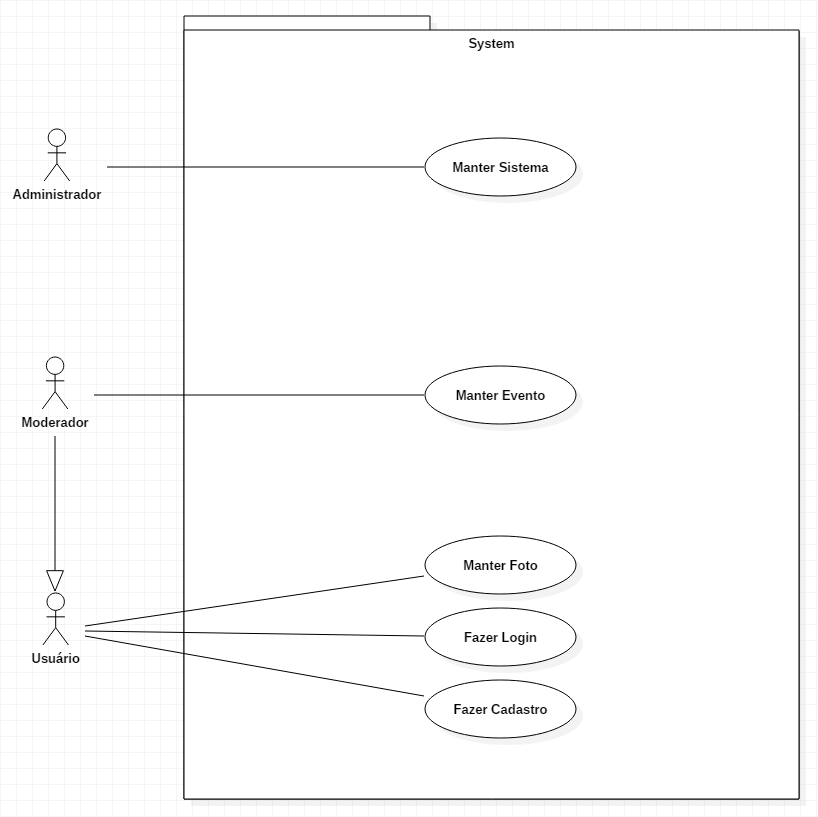 System
Administrador
Manter Sistema
Moderador
Manter Evento
Manter Foto
Fazer Login
Usuário
Fazer Cadastro